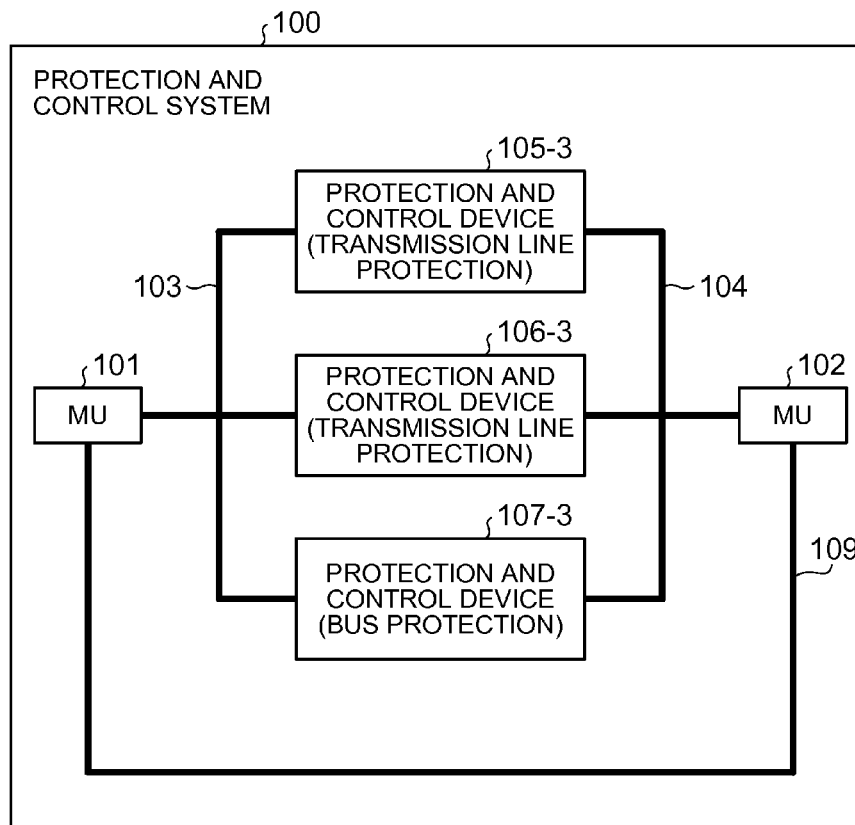 100
PROTECTION AND
CONTROL SYSTEM
105-3
PROTECTION AND
CONTROL DEVICE
(TRANSMISSION LINE
PROTECTION)
103
104
101
MU
106-3
PROTECTION AND
CONTROL DEVICE
(TRANSMISSION LINE
PROTECTION)
102
MU
107-3
PROTECTION AND
CONTROL DEVICE
(BUS PROTECTION)
109